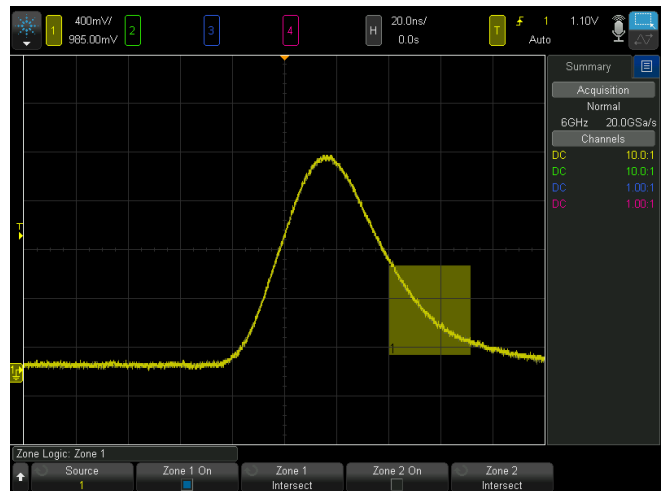 1 400mV/ 2 3 4 H 20.0ns/ T 1 1.10V
985.00mV 0.0s Auto
Summary
Acquisition
Normal
6GHz 20.0GSa/s
Channels
DC 10.0:1
DC 10.0:1
DC 1.00:1
DC 1.00:1
T
1
1
Zone Logic: Zone 1
Source Zone 1 On Zone 1 Zone 2 On Zone 2
1 Intersect Intersect